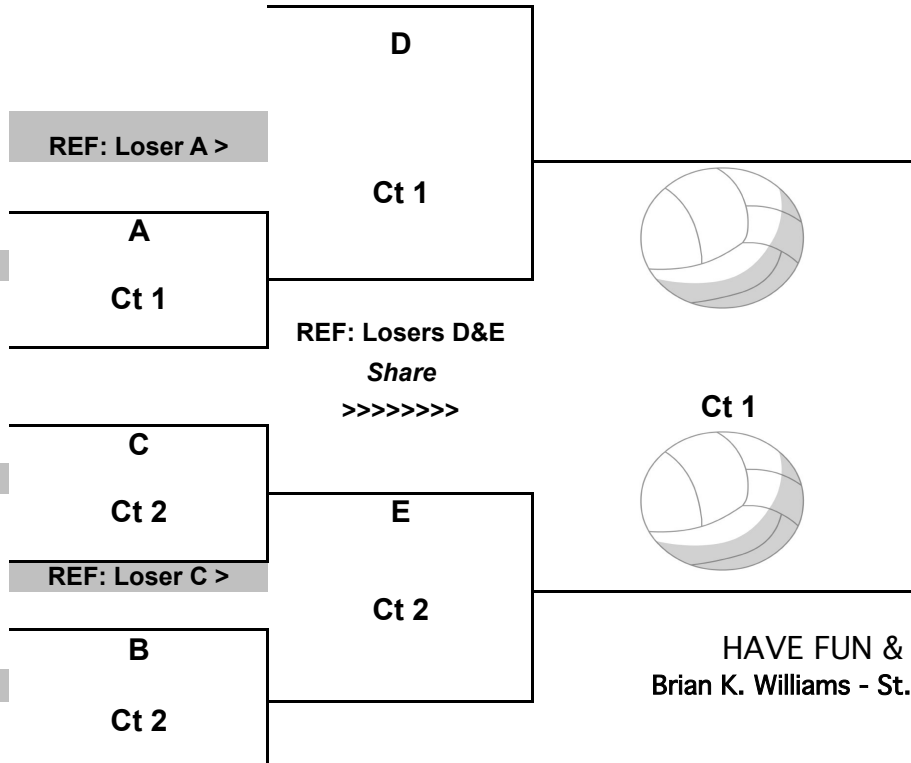 D
REF: Loser A >
Ct 1
A
Ct 1
REF: Losers D&E
Share
>>>>>>>>
Ct 1
C
Ct 2
E
REF: Loser C >
Ct 2
B
HAVE FUN &
Brian K. Williams - St.
Ct 2